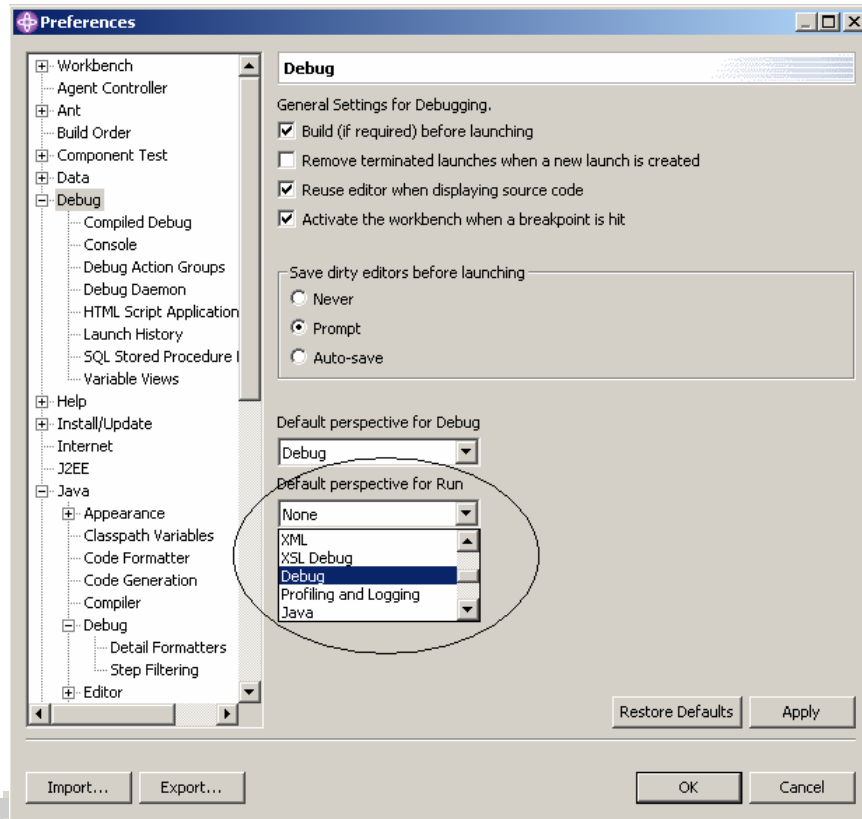 Preferences
Workbench
Agent Controller
Ant
Build Order
Component Test
Data
Debug
Compiled Debug
Console
Debug Action Groups
Debug Daemon
HTML Script Application
Launch History
SQL Stored Procedure
Variable Views
Help
Install/Update
Internet
J2EE
Java
Appearance
Classpath Variables
Code Formatter
Code Generation
Compiler
Debug
Detail Formatters
Step Filtering
Editor
Debug
General Settings for Debugging.
Build (if required) before launching
Remove terminated launches when a new launch is created
Reuse editor when displaying source code
Activate the workbench when a breakpoint is hit
Save dirty editors before launching
Never
Prompt
Auto-save
Default perspective for Debug
Debug
Default perspective for Run
None
XML
XSL Debug
Debug
Profiling and Logging
Java
Restore Defaults
Apply
Import...
Export...
OK
Cancel